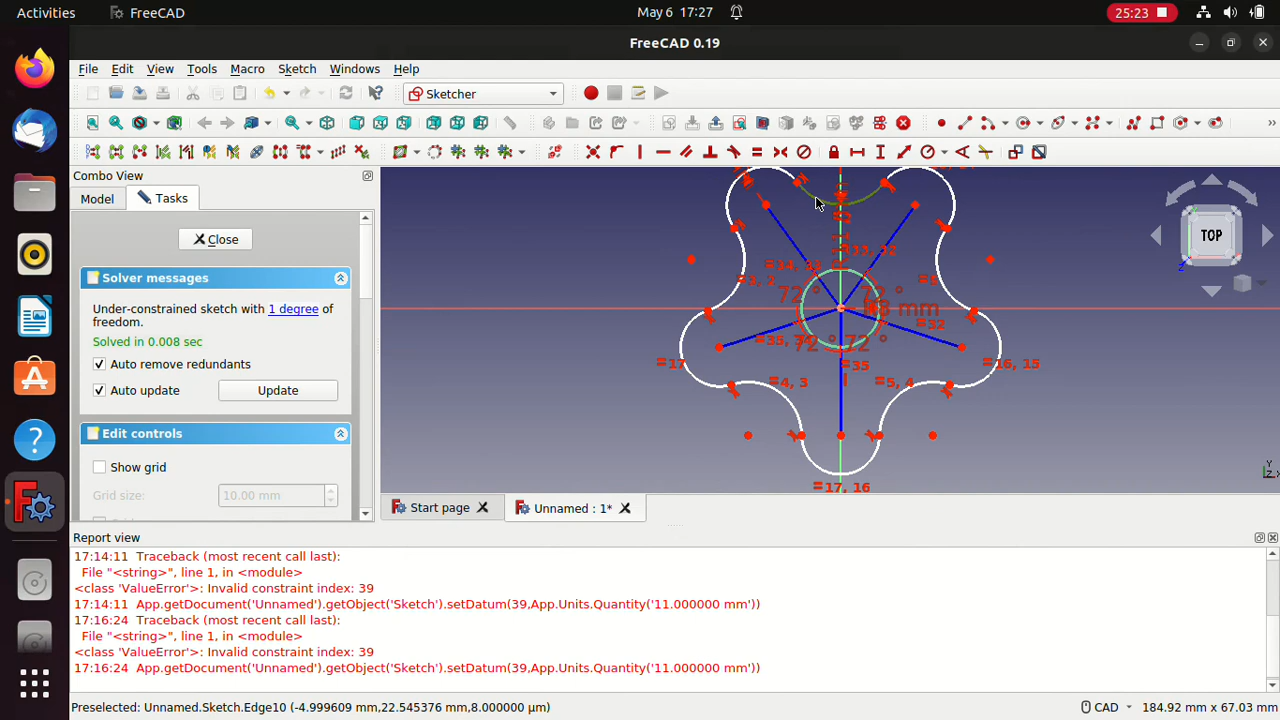 Activities FreeCAD May 6 17:27 25:23
FreeCAD 0.19
File Edit View Tools Macro Sketch Windows Help
Sketcher
Combo View
Model Tasks
Close
Solver messages
Under-constrained sketch with 1 degree of
freedom.
Solved in 0.008 sec
Auto remove redundants
Auto update Update
Edit controls
Show grid
Grid size: 10.00 mm
TOP
Z
33, 32
72 °
72 °
72 °
72 °
=32
=17
=16, 15
=35
=4, 3
=5, 4
=17, 16
Y
Z
Start page Unnamed : 1*
Report view
17:14:11 Traceback (most recent call last):
File "<string>", line 1, in <module>
<class 'ValueError'>: Invalid constraint index: 39
17:14:11 App.getDocument('Unnamed').getObject('Sketch').setDatum(39,App.Units.Quantity('11.000000 mm'))
17:16:24 Traceback (most recent call last):
File "<string>", line 1, in <module>
<class 'ValueError'>: Invalid constraint index: 39
17:16:24 App.getDocument('Unnamed').getObject('Sketch').setDatum(39,App.Units.Quantity('11.000000 mm'))
Preselected: Unnamed.Sketch.Edge10 (-4.999609 mm,22.545376 mm,8.000000 µm) CAD 184.92 mm x 67.03 mm